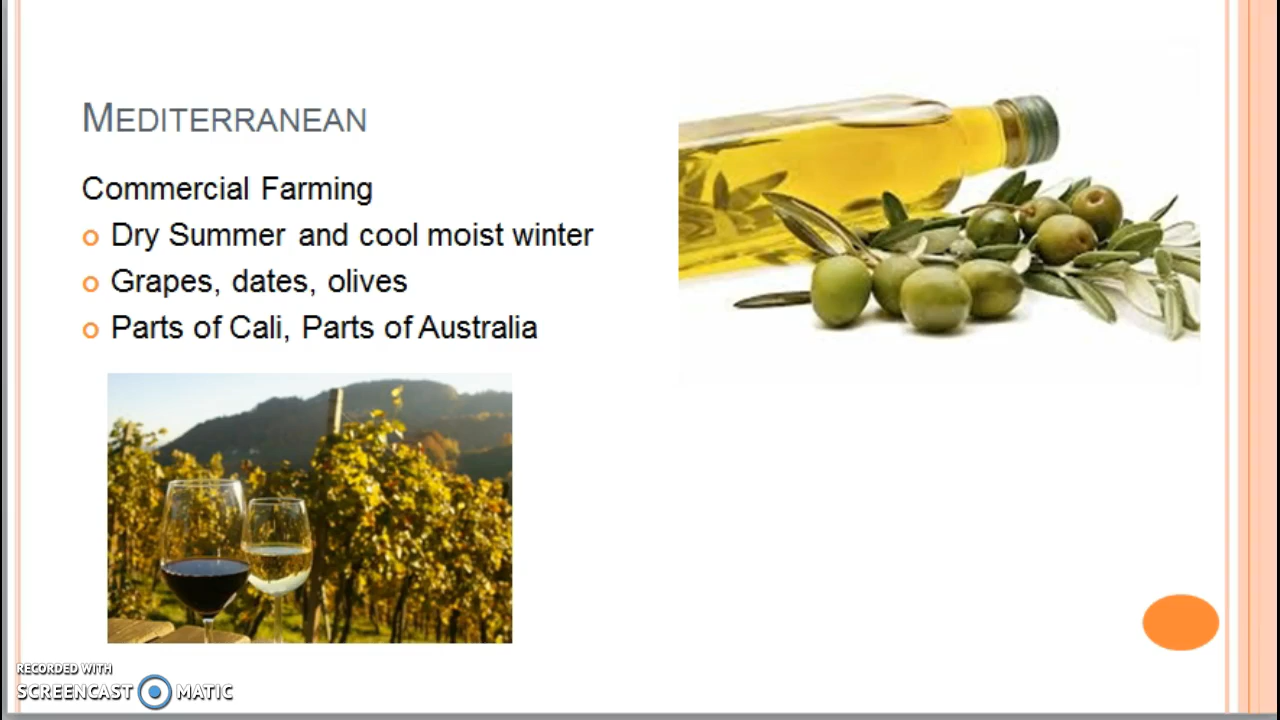 MEDITERRANEAN
Commercial Farming
Dry Summer and cool moist winter
Grapes, dates, olives
Parts of Cali, Parts of Australia
RECORDED WITH
SCREENCAST MATIC